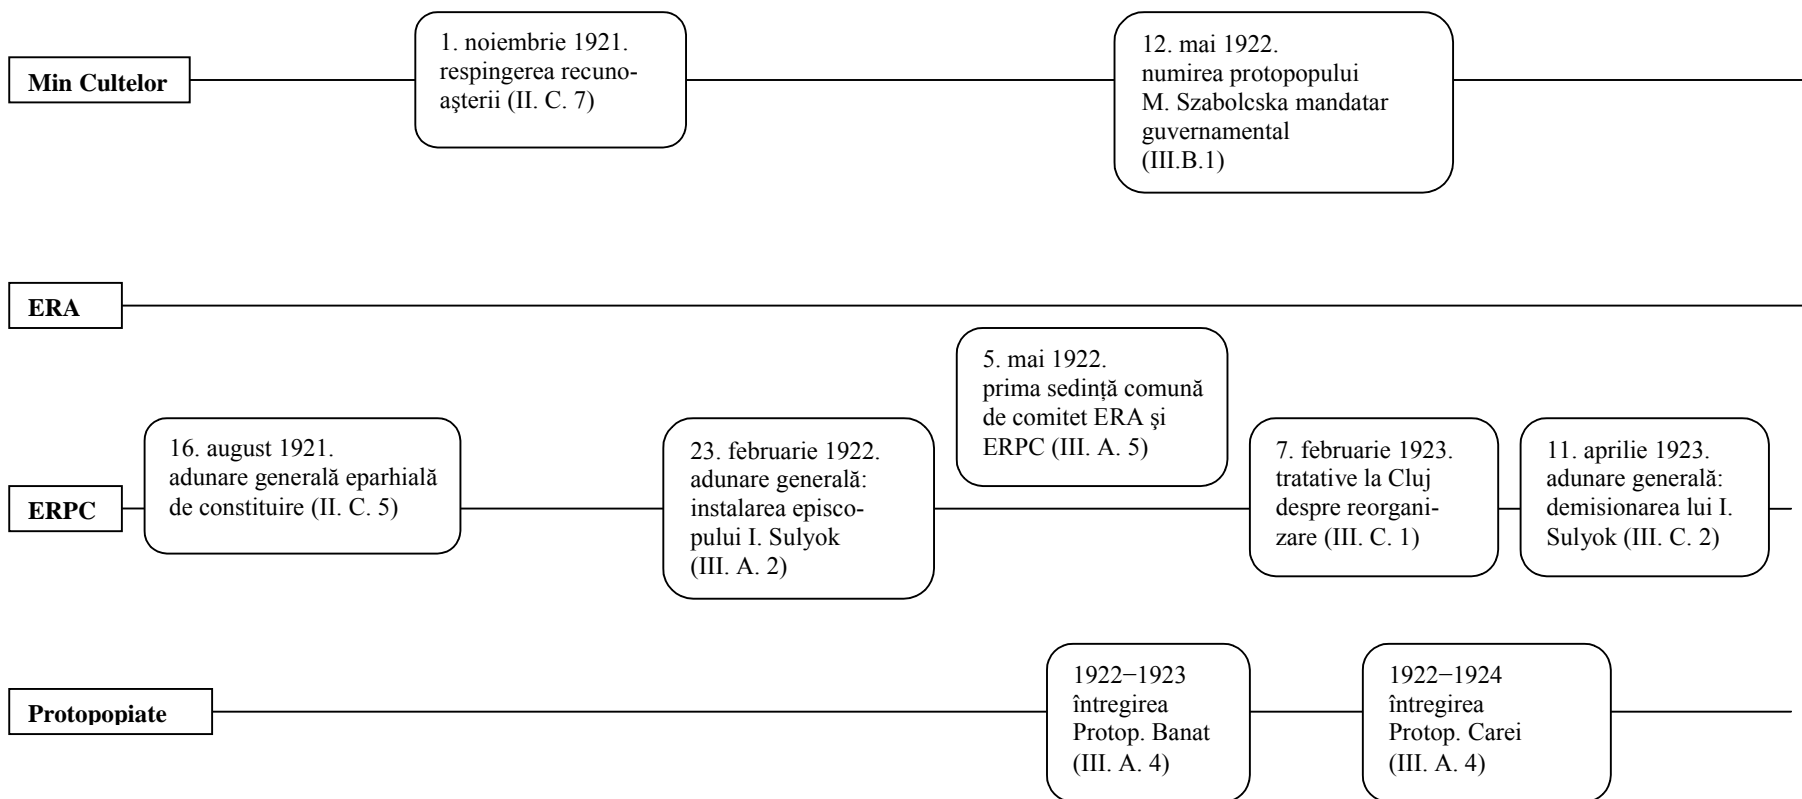 Min Cultelor
1. noiembrie 1921.
respingerea recuno-
aşterii (II. C. 7)
12. mai 1922.
numirea protopopului
M. Szabolcska mandatar
guvernamental
(III.B.1)
ERA
5. mai 1922.
prima sedință comună
de comitet ERA şi
ERPC (III. A. 5)
ERPC
16. august 1921.
adunare generală eparhială
de constituire (II. C. 5)
23. februarie 1922.
adunare generală:
instalarea episco-
pului I. Sulyok
(III. A. 2)
7. februarie 1923.
tratative la Cluj
despre reorgani-
zare (III. C. 1)
11. aprilie 1923.
adunare generală:
demisionarea lui I.
Sulyok (III. C. 2)
Protopopiate
1922−1923
întregirea
Protop. Banat
(III. A. 4)
1922−1924
întregirea
Protop. Carei
(III. A. 4)